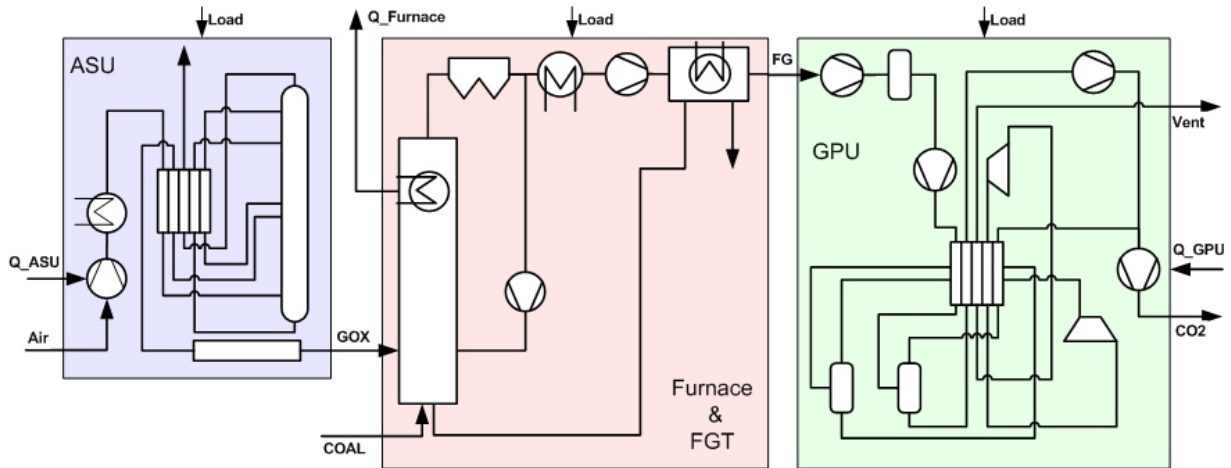 Load
Q_Furnace
Load
Load
ASU
FG
Vent
GPU
Q_ASU
Q_GPU
Air
GOX
CO2
Furnace
&
FGT
COAL